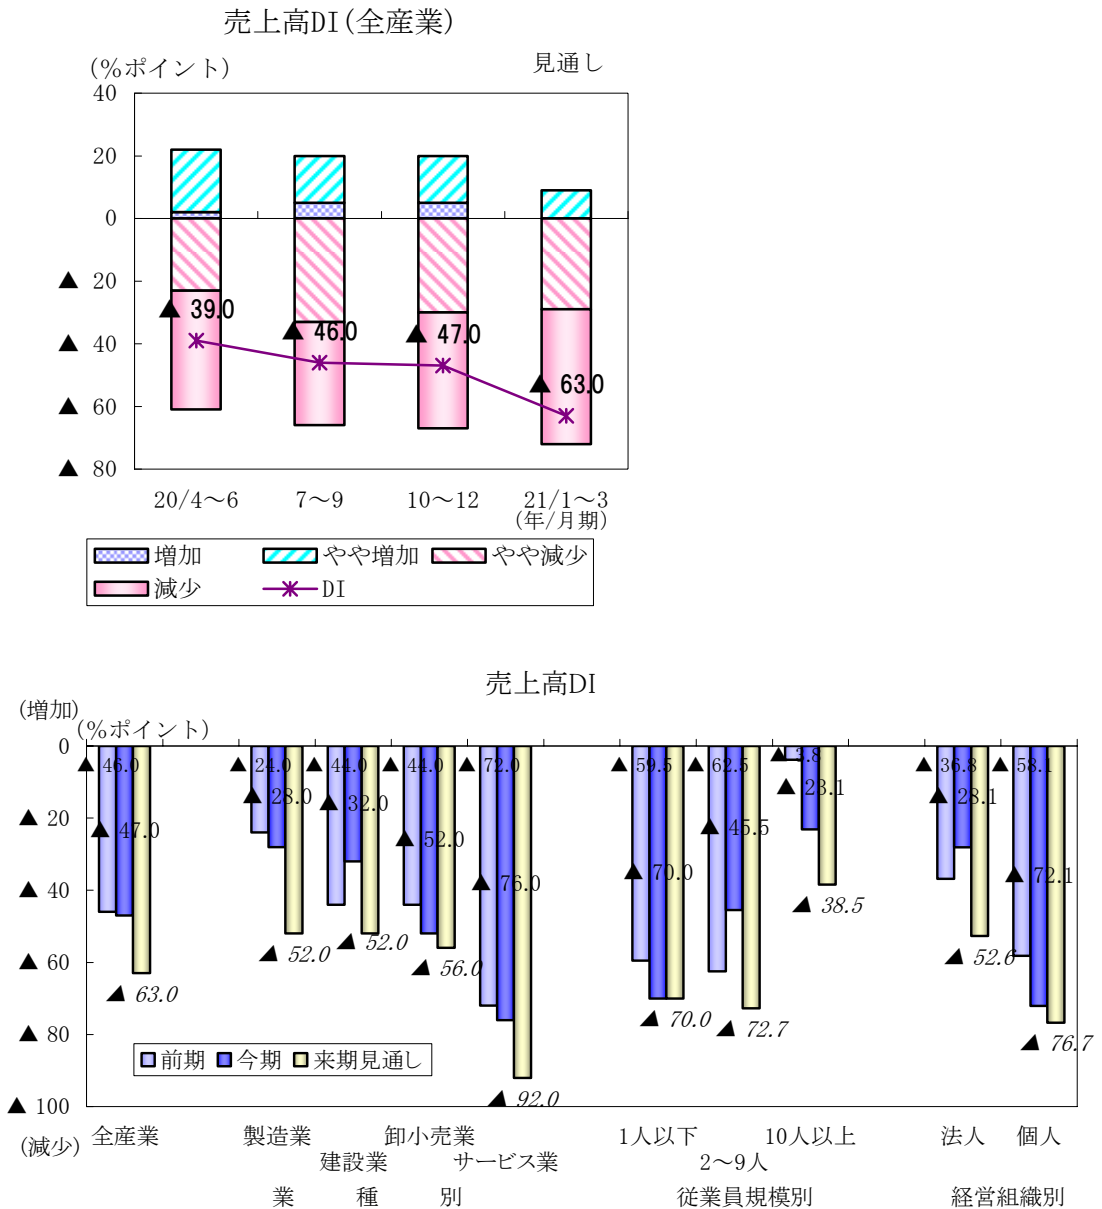 売上高DI(全産業)
(%ポイント)
見通し
40
20
0
▲ 20
▲ 40
▲ 60
▲ 80
▲ 39.0
▲ 46.0
▲ 47.0
▲ 63.0
20/4～6 7～9 10～12 21/1～3
(年/月期)
増加 やや増加 やや減少
減少 DI
売上高DI
(増加)
(%ポイント)
0
▲ 20
▲ 40
▲ 60
▲ 80
▲ 100
(減少)
▲ 46.0 ▲ 24.0 ▲ 44.0 ▲ 44.0 ▲ 72.0 ▲ 59.5 ▲ 62.5 ▲ 3.8 ▲ 36.8 ▲ 58.1
▲ 47.0 ▲ 28.0 ▲ 32.0 ▲ 52.0 ▲ 76.0 ▲ 70.0 ▲ 45.5 ▲ 23.1 ▲ 28.1 ▲ 72.1
▲ 63.0 ▲ 52.0 ▲ 52.0 ▲ 56.0 ▲ 92.0 ▲ 70.0 ▲ 72.7 ▲ 38.5 ▲ 52.6 ▲ 76.7
前期 今期 来期見通し
全産業 製造業 卸小売業 1人以下 10人以上 法人 個人
建設業 サービス業 2～9人
業 種 別 従業員規模別 経営組織別